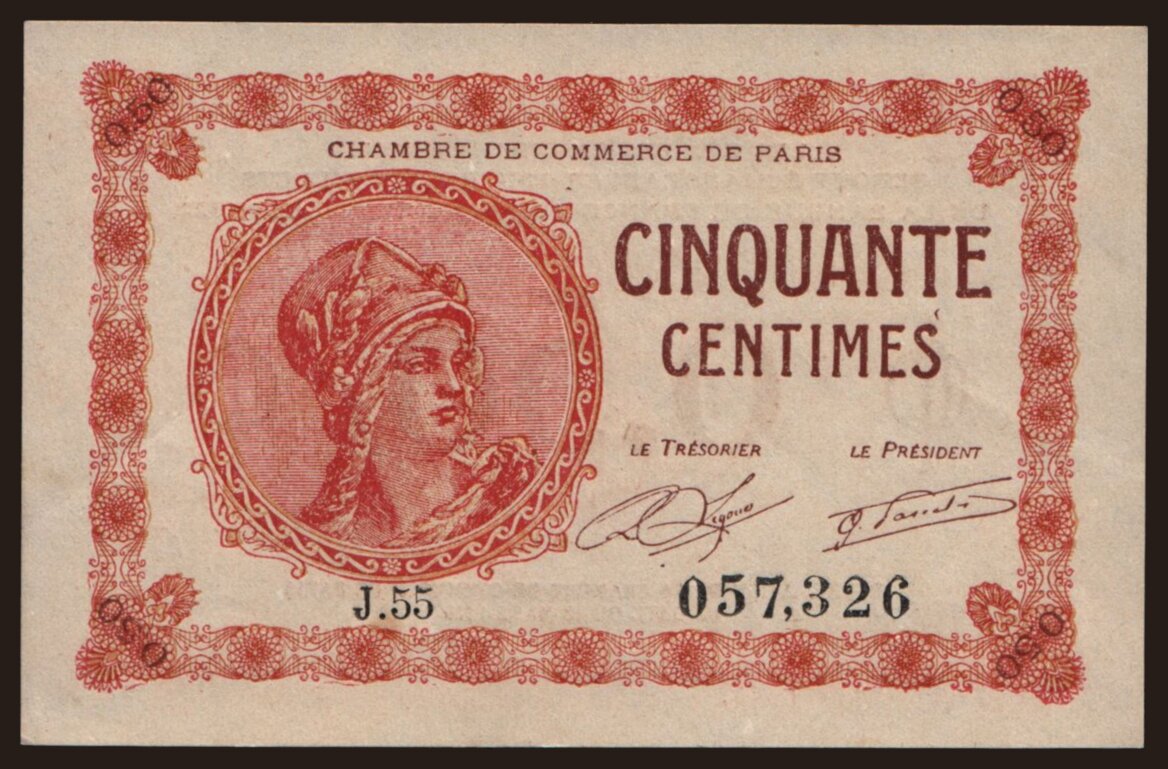 0.50
0.50
CHAMBRE DE COMMERCE DE PARIS
CINQUANTE
CENTIMES
LE TRÉSORIER LE PRÉSIDENT
J.55 057,326
0.50
0.50